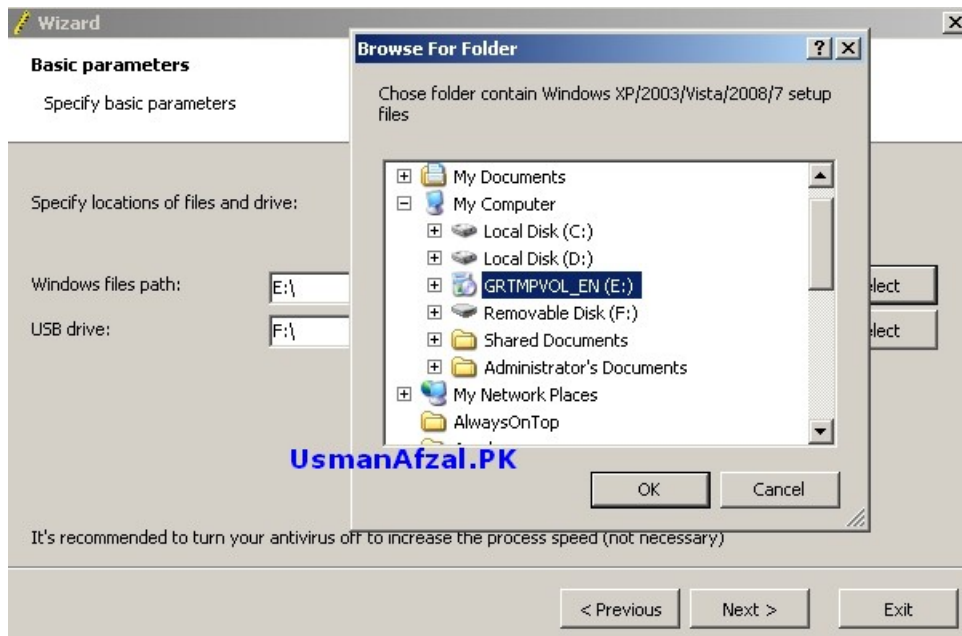 Wizard
Basic parameters
Specify basic parameters
Specify locations of files and drive:
Windows files path:
E:\
USB drive:
F:\
Browse For Folder
Chose folder contain Windows XP/2003/Vista/2008/7 setup
files
My Documents
My Computer
Local Disk (C:)
Local Disk (D:)
GRTMPVOL_EN (E:)
Removable Disk (F:)
Shared Documents
Administrator's Documents
My Network Places
AlwaysOnTop
OK
Cancel
UsmanAfzal.PK
It's recommended to turn your antivirus off to increase the process speed (not necessary)
< Previous
Next >
Exit